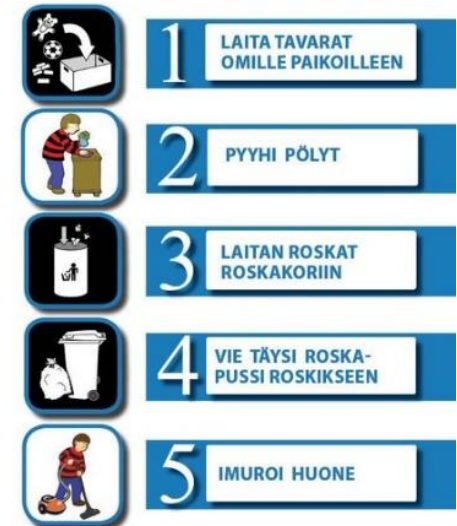 1
LAITA TAVARAT
OMILLE PAIKOILLEEN
2
PYYHI PÖLYT
3
LAITAN ROSKAT
ROSKAKORIIN
4
VIE TÄYSI ROSKA-
PUSSI ROSKIKSEEN
5
IMUROI HUONE